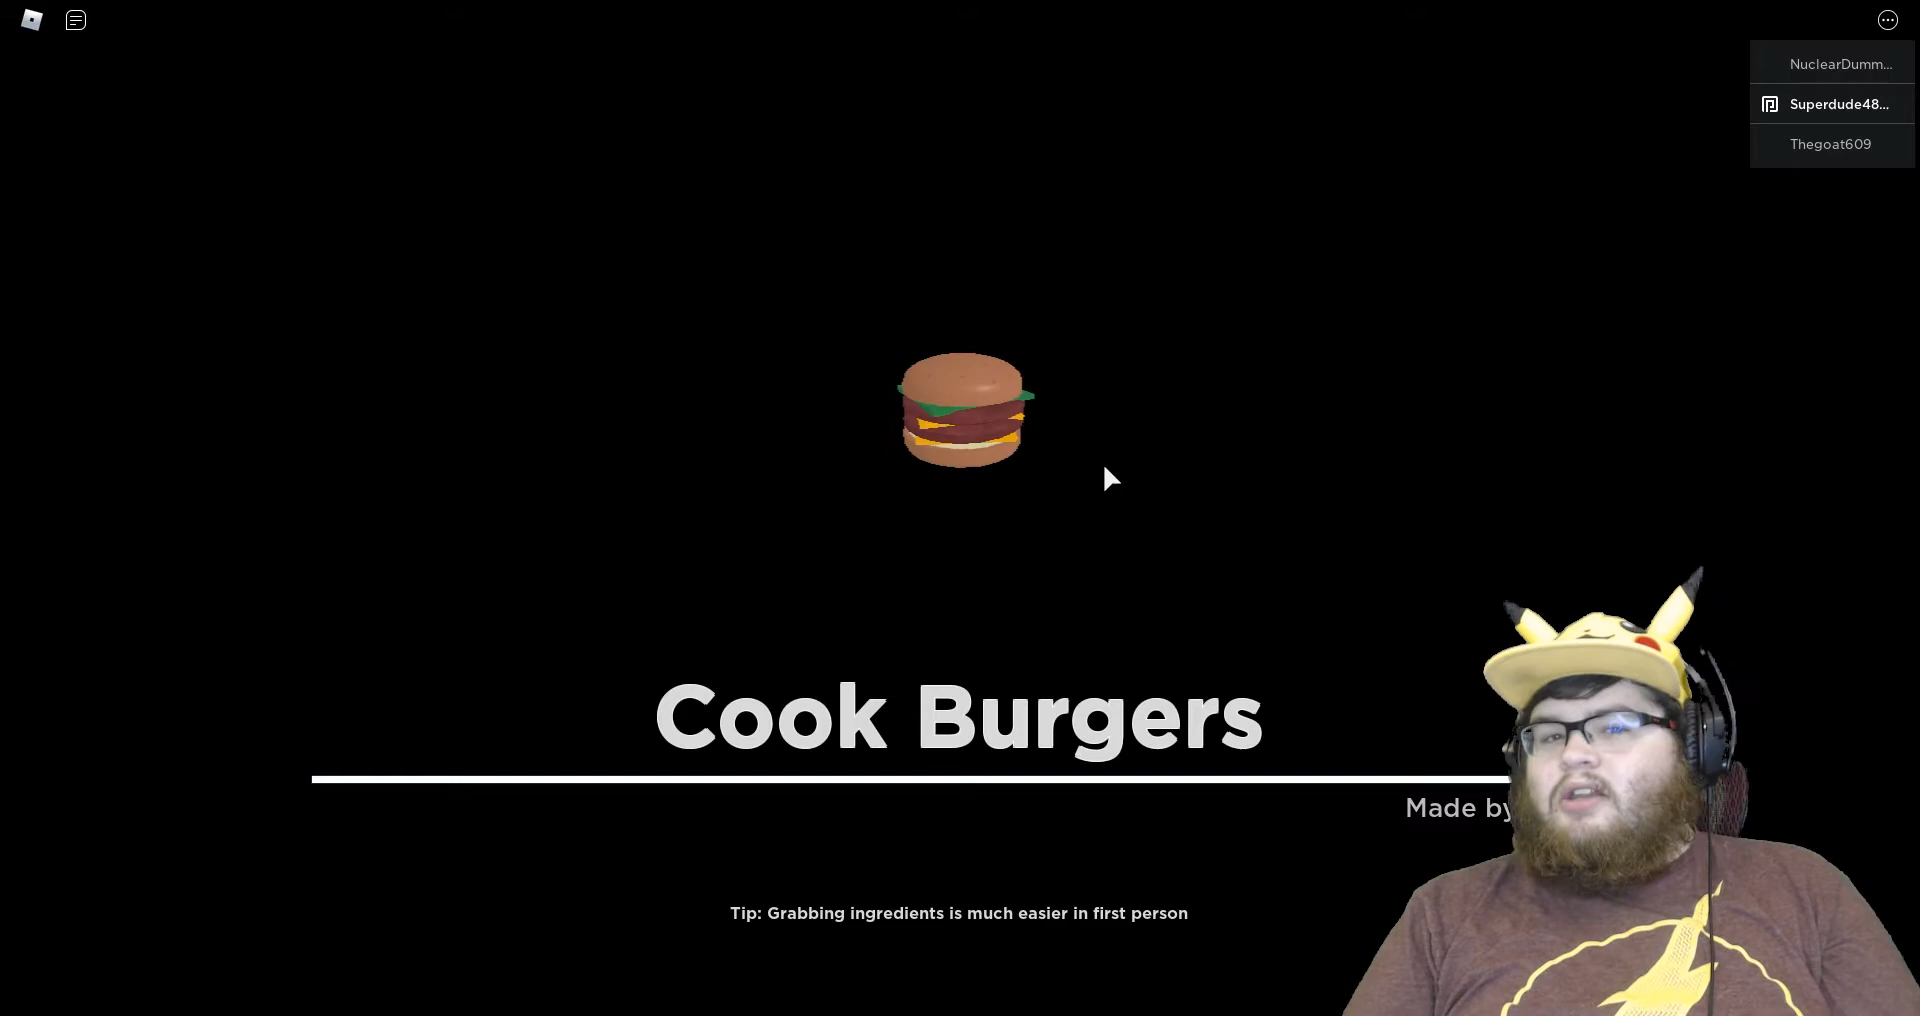 NuclearDumm...
Superdude48...
Thegoat609
Cook Burgers
Made by
Tip: Grabbing ingredients is much easier in first person